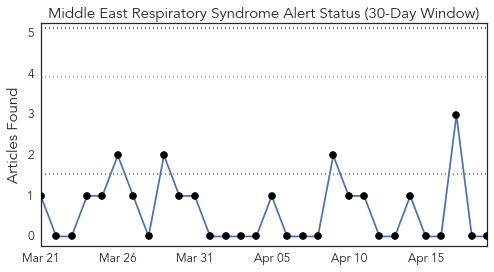 Middle East Respiratory Syndrome Alert Status (30-Day Window)
Articles Found
5
4
3
2
1
0
Mar 21 Mar 26 Mar 31 Apr 05 Apr 10 Apr 15